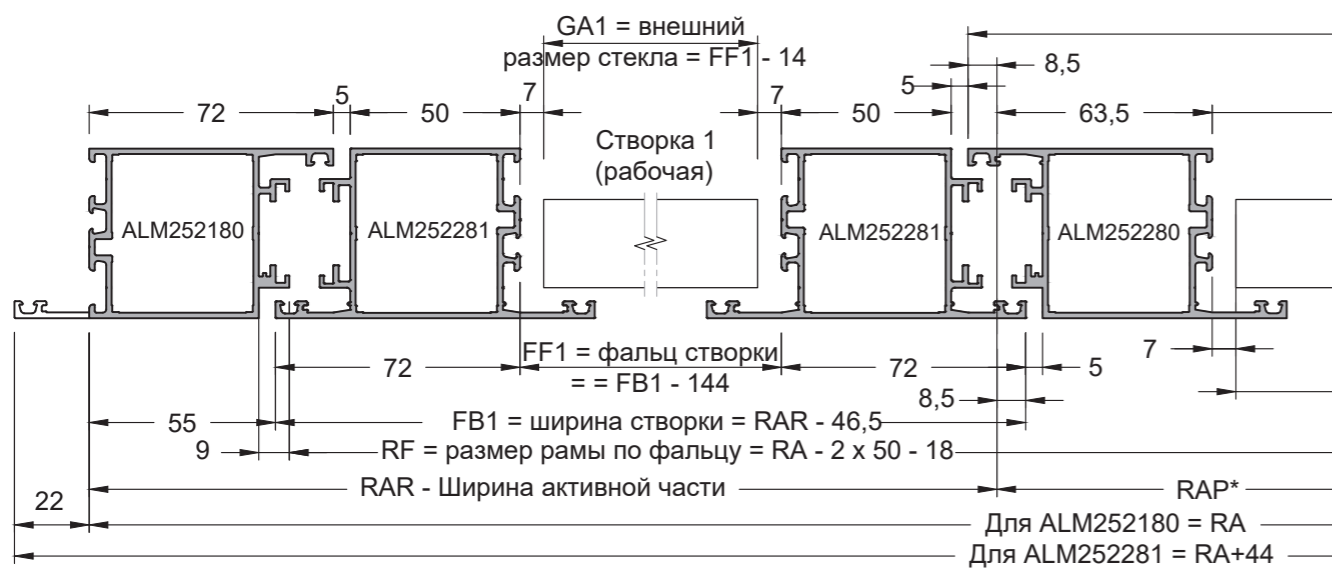 GA1 = внешний
размер стекла = FF1 - 14
8,5
5
72
5
50
7
7
50
63,5
Створка 1
(рабочая)
ALM252180
ALM252281
ALM252281
ALM252280
72
FF1 = фальц створки
= = FB1 - 144
72
5
7
8,5
55
FB1 = ширина створки = RAR - 46,5
9
RF = размер рамы по фальцу = RA - 2 x 50 - 18
RAR - Ширина активной части
RAP*
22
Для ALM252180 = RA
Для ALM252281 = RA+44